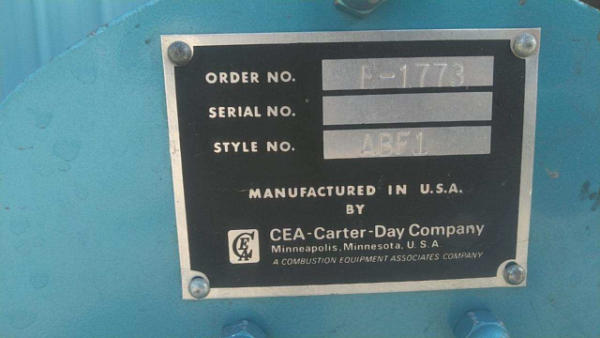 ORDER NO. F-1773
SERIAL NO.
STYLE NO. ABF1
MANUFACTURED IN U.S.A.
BY
CEA
CEA-Carter-Day Company
Minneapolis, Minnesota, U.S.A.
A COMBUSTION EQUIPMENT ASSOCIATES COMPANY